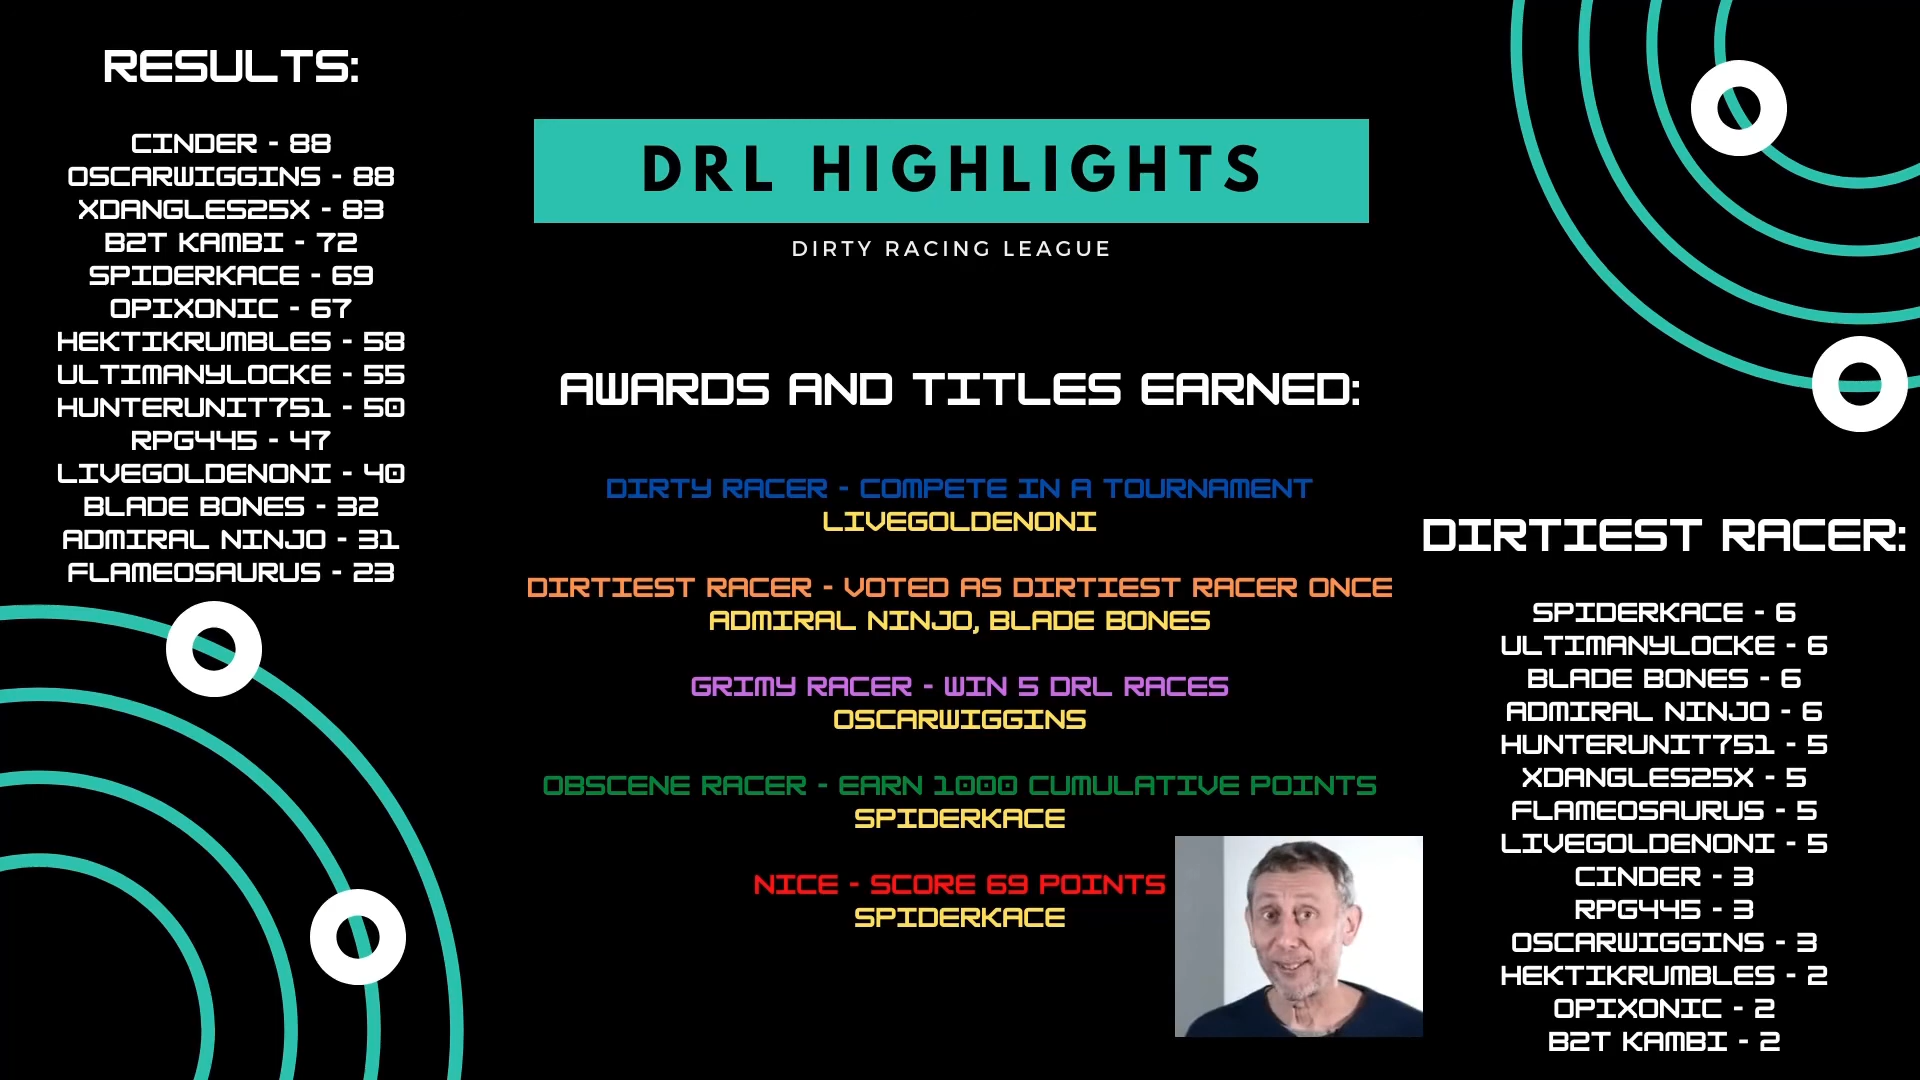 RESULTS:
CINDER - 88
OSCARWIGGINS - 88
XDANGLES25X - 83
B2T KAMBI - 72
SPIDERKACE - 69
OPIXONIC - 67
HEKTIKRUMBLES - 58
ULTIMANYLOCKE - 55
HUNTERUNIT751 - 50
RPG445 - 47
LIVEGOLDENONI - 40
BLADE BONES - 32
ADMIRAL NINJO - 31
FLAMEOSAURUS - 23
DRL HIGHLIGHTS
DIRTY RACING LEAGUE
AWARDS AND TITLES EARNED:
DIRTY RACER - COMPETE IN A TOURNAMENT
LIVEGOLDENONI
DIRTIEST RACER - VOTED AS DIRTIEST RACER ONCE
ADMIRAL NINJO, BLADE BONES
GRIMY RACER - WIN 5 DRL RACES
OSCARWIGGINS
OBSCENE RACER - EARN 1000 CUMULATIVE POINTS
SPIDERKACE
NICE - SCORE 69 POINTS
SPIDERKACE
DIRTIEST RACER:
SPIDERKACE - 6
ULTIMANYLOCKE - 6
BLADE BONES - 6
ADMIRAL NINJO - 6
HUNTERUNIT751 - 5
XDANGLES25X - 5
FLAMEOSAURUS - 5
LIVEGOLDENONI - 5
CINDER - 3
RPG445 - 3
OSCARWIGGINS - 3
HEKTIKRUMBLES - 2
OPIXONIC - 2
B2T KAMBI - 2